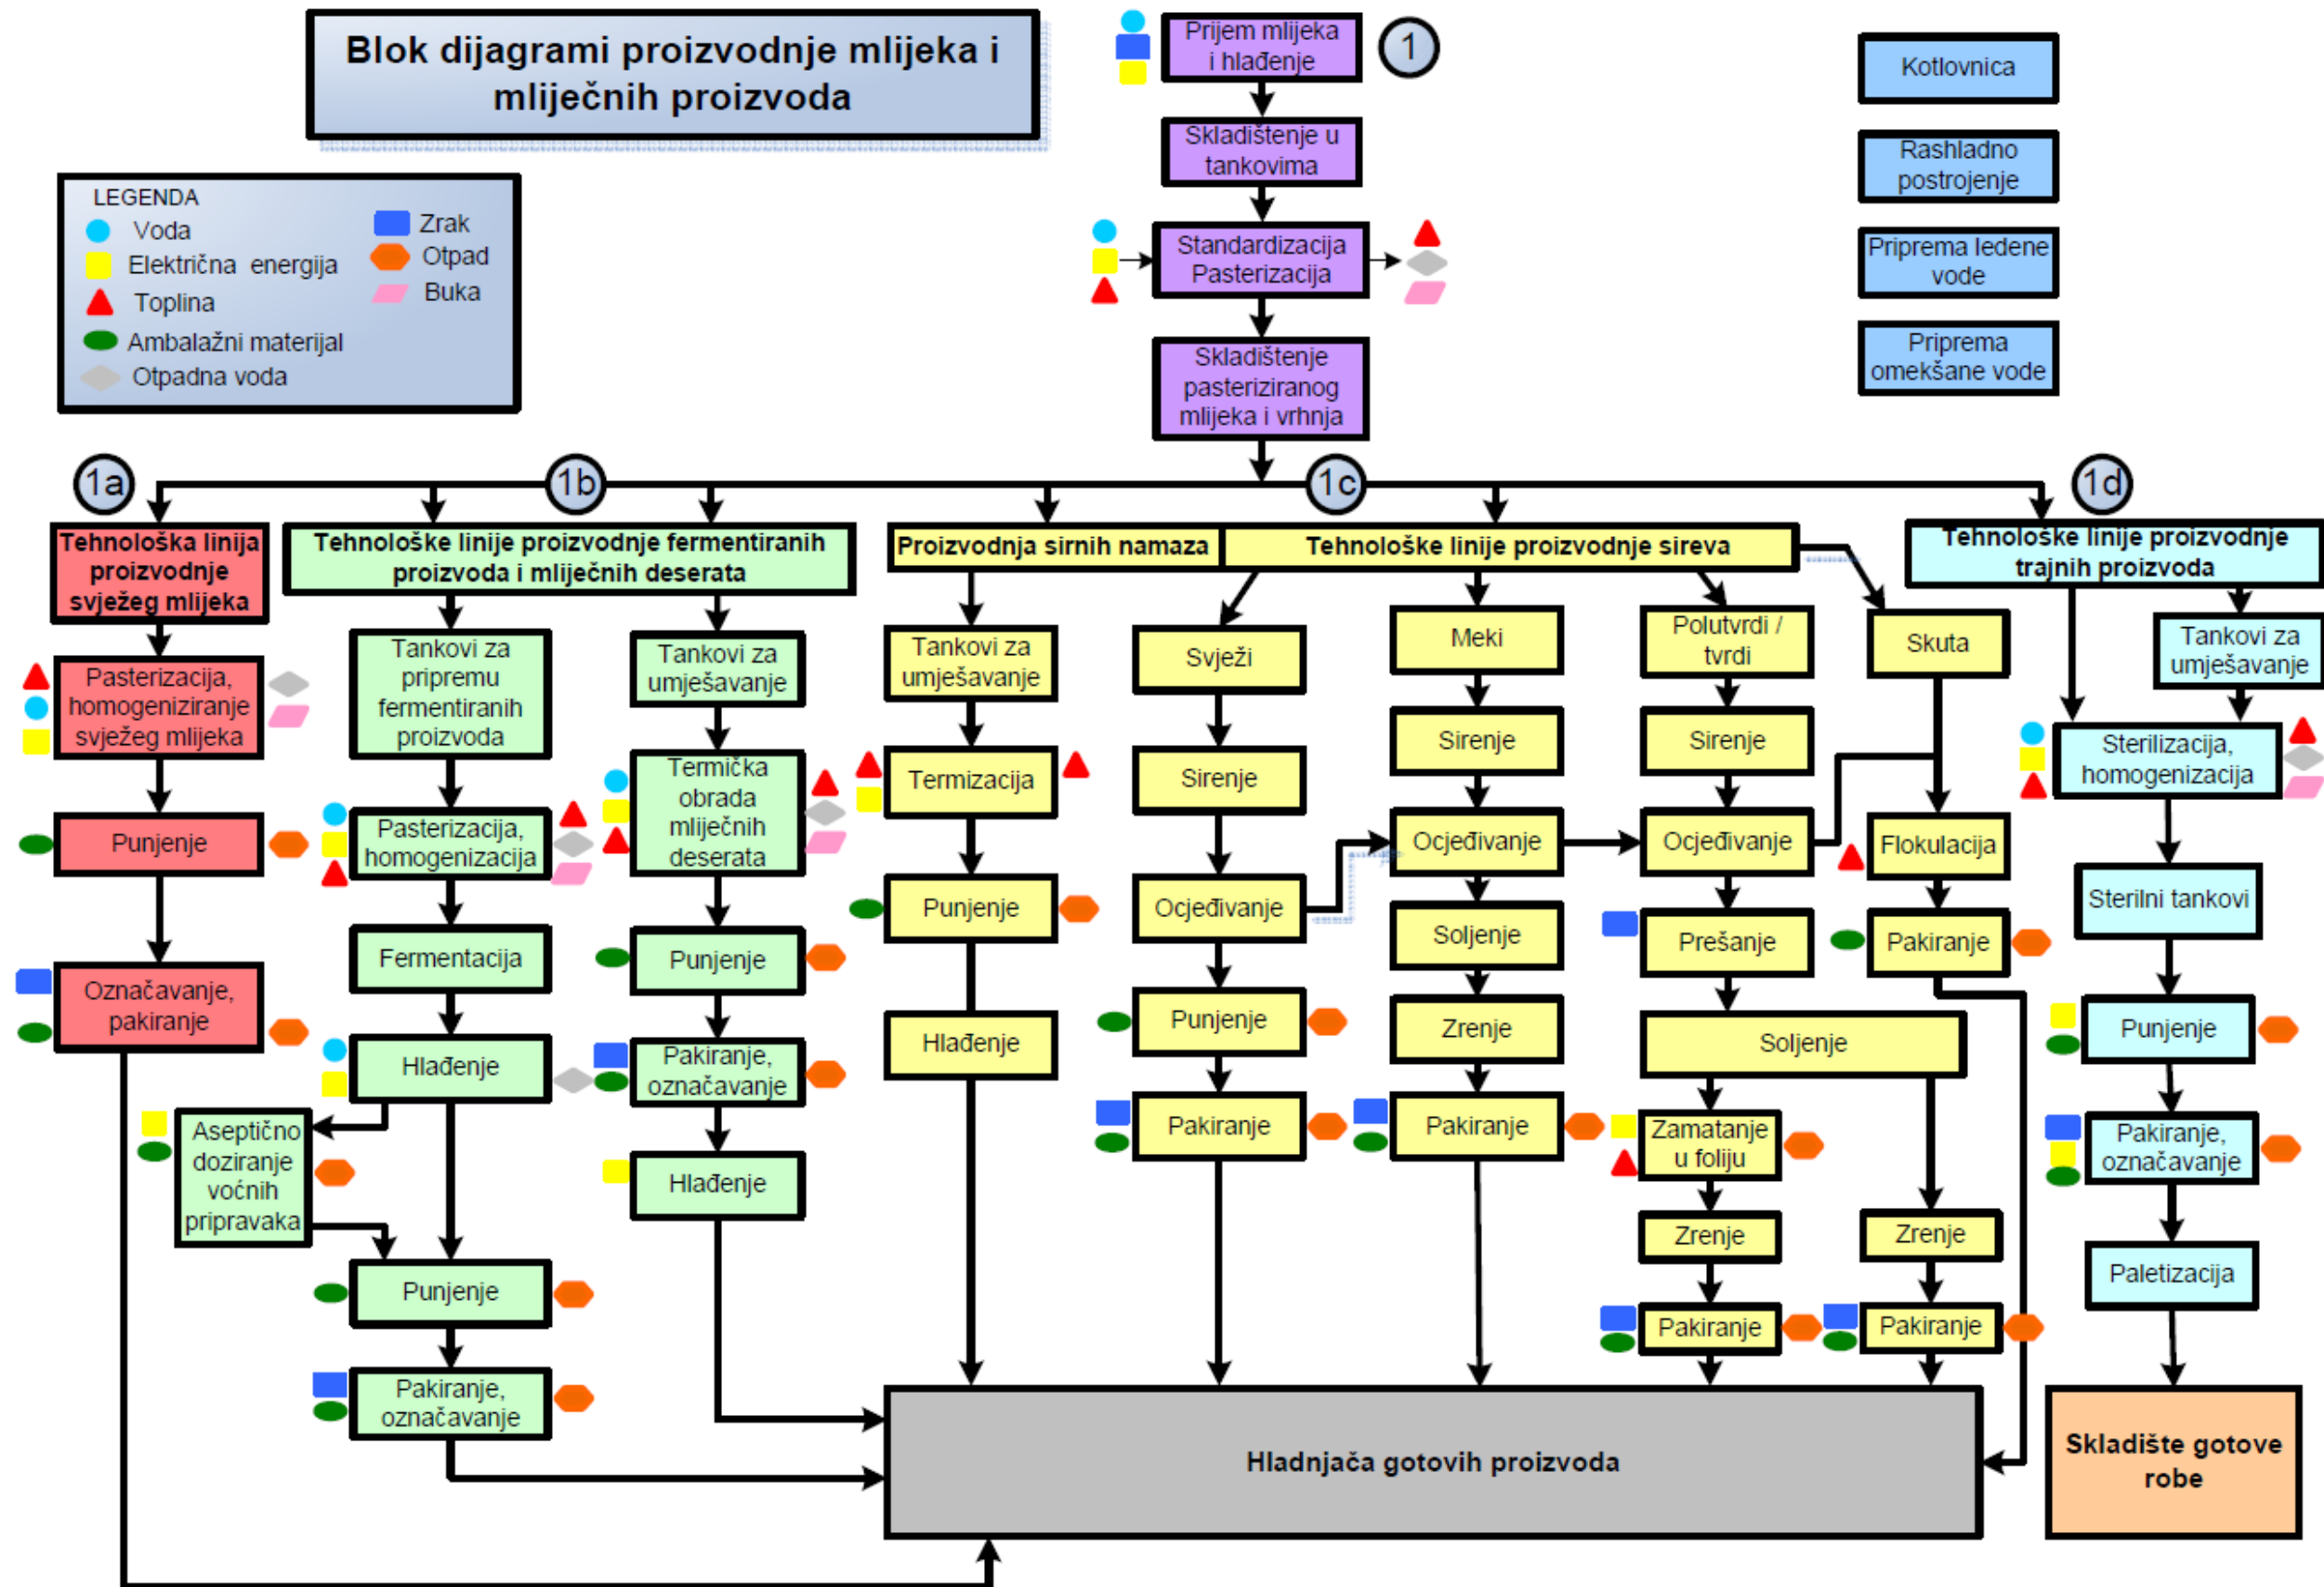 Blok dijagrami proizvodnje mlijeka i
mliječnih proizvoda
Prijem mlijeka
i hlađenje
1
Kotlovnica
Skladištenje u
tankovima
Rashladno
postrojenje
LEGENDA
Voda
Električna energija
Toplina
Ambalažni materijal
Otpadna voda
Zrak
Otpad
Buka
Standardizacija
Pasterizacija
Priprema ledene
vode
Skladištenje
pasteriziranog
mlijeka i vrhnja
Priprema
omekšane vode
1a
1b
1c
1d
Tehnološka linija
proizvodnje
svježeg mlijeka
Pasterizacija,
homogeniziranje
svježeg mlijeka
Punjenje
Označavanje,
pakiranje
Tehnološke linije proizvodnje fermentiranih
proizvoda i mliječnih deserata
Tankovi za
pripremu
fermentiranih
proizvoda
Pasterizacija,
homogenizacija
Fermentacija
Hlađenje
Aseptično
doziranje
voćnih
pripravaka
Punjenje
Pakiranje,
označavanje
Tankovi za
umješavanje
Termička
obrada
mliječnih
deserata
Punjenje
Pakiranje,
označavanje
Hlađenje
Proizvodnja sirnih namaza
Tankovi za
umješavanje
Termizacija
Punjenje
Hlađenje
Tehnološke linije proizvodnje sireva
Svježi
Sirenje
Ocjeđivanje
Punjenje
Pakiranje
Meki
Sirenje
Ocjeđivanje
Soljenje
Zrenje
Pakiranje
Polutvrdi /
tvrdi
Sirenje
Ocjeđivanje
Prešanje
Soljenje
Zamatanje
u foliju
Zrenje
Pakiranje
Zrenje
Pakiranje
Skuta
Flokulacija
Pakiranje
Tehnološke linije proizvodnje
trajnih proizvoda
Tankovi za
umješavanje
Sterilizacija,
homogenizacija
Sterilni tankovi
Punjenje
Pakiranje,
označavanje
Paletizacija
Hladnjača gotovih proizvoda
Skladište gotove
robe